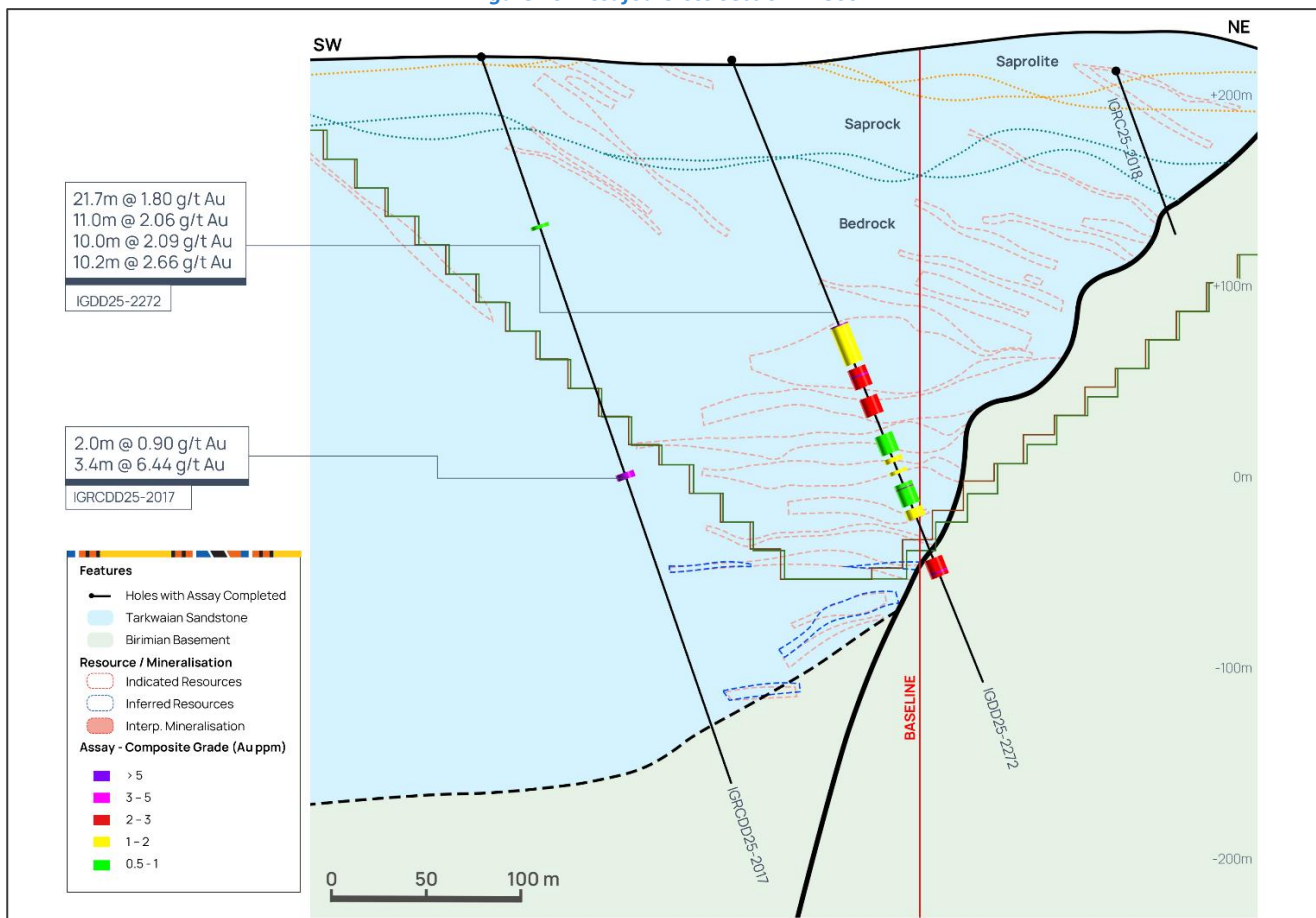 SW
NE
Saprolite
+200m
Saprock
IGRC25-2018
21.7m @ 1.80 g/t Au
11.0m @ 2.06 g/t Au
10.0m @ 2.09 g/t Au
10.2m @ 2.66 g/t Au
IGDD25-2272
Bedrock
+100m
2.0m @ 0.90 g/t Au
3.4m @ 6.44 g/t Au
IGRCDD25-2017
0m
Features
Holes with Assay Completed
Tarkwaian Sandstone
Birimian Basement
Resource / Mineralisation
Indicated Resources
Inferred Resources
Interp. Mineralisation
Assay - Composite Grade (Au ppm)
> 5
3 - 5
2 - 3
1 - 2
0.5 - 1
-100m
BASELINE
IGDD25-2272
IGRCDD25-2017
-200m
0 50 100 m